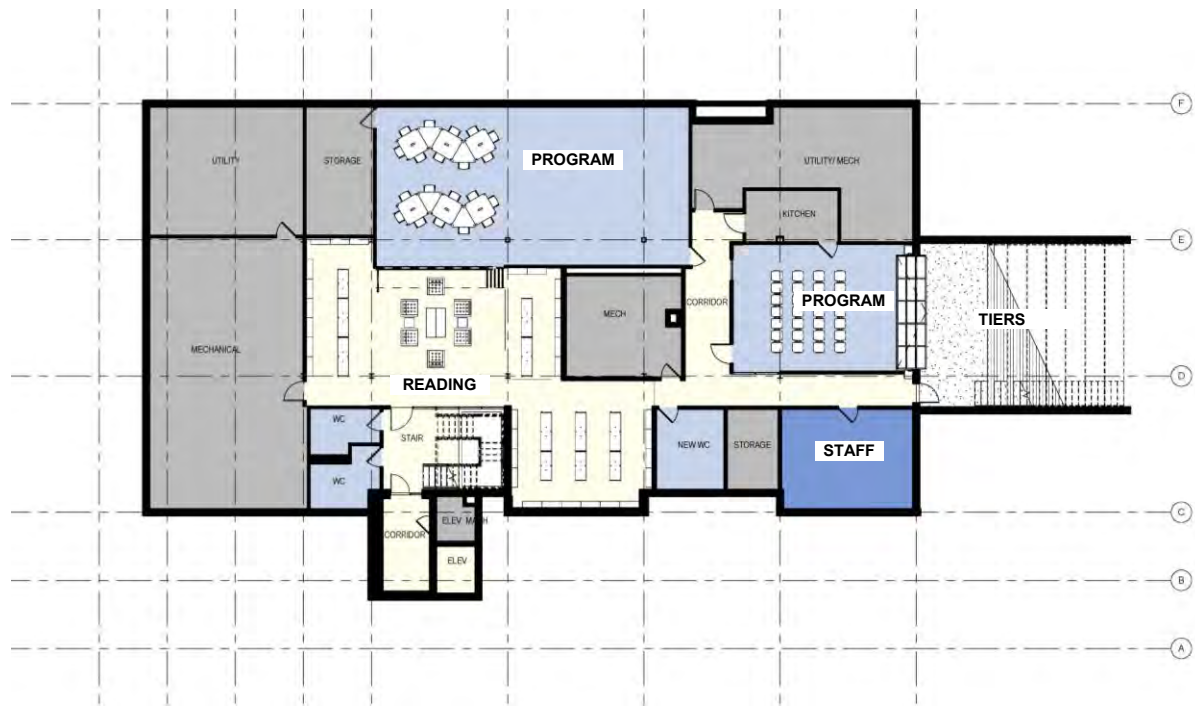 F
UTILITY
STORAGE
PROGRAM
UTILITY/ MECH
KITCHEN
E
CORRIDOR
PROGRAM
MECH
TIERS
MECHANICAL
D
READING
WC
STAIR
NEW WC
STORAGE
STAFF
WC
C
ELEV MACH
CORRIDOR
ELEV
B
A